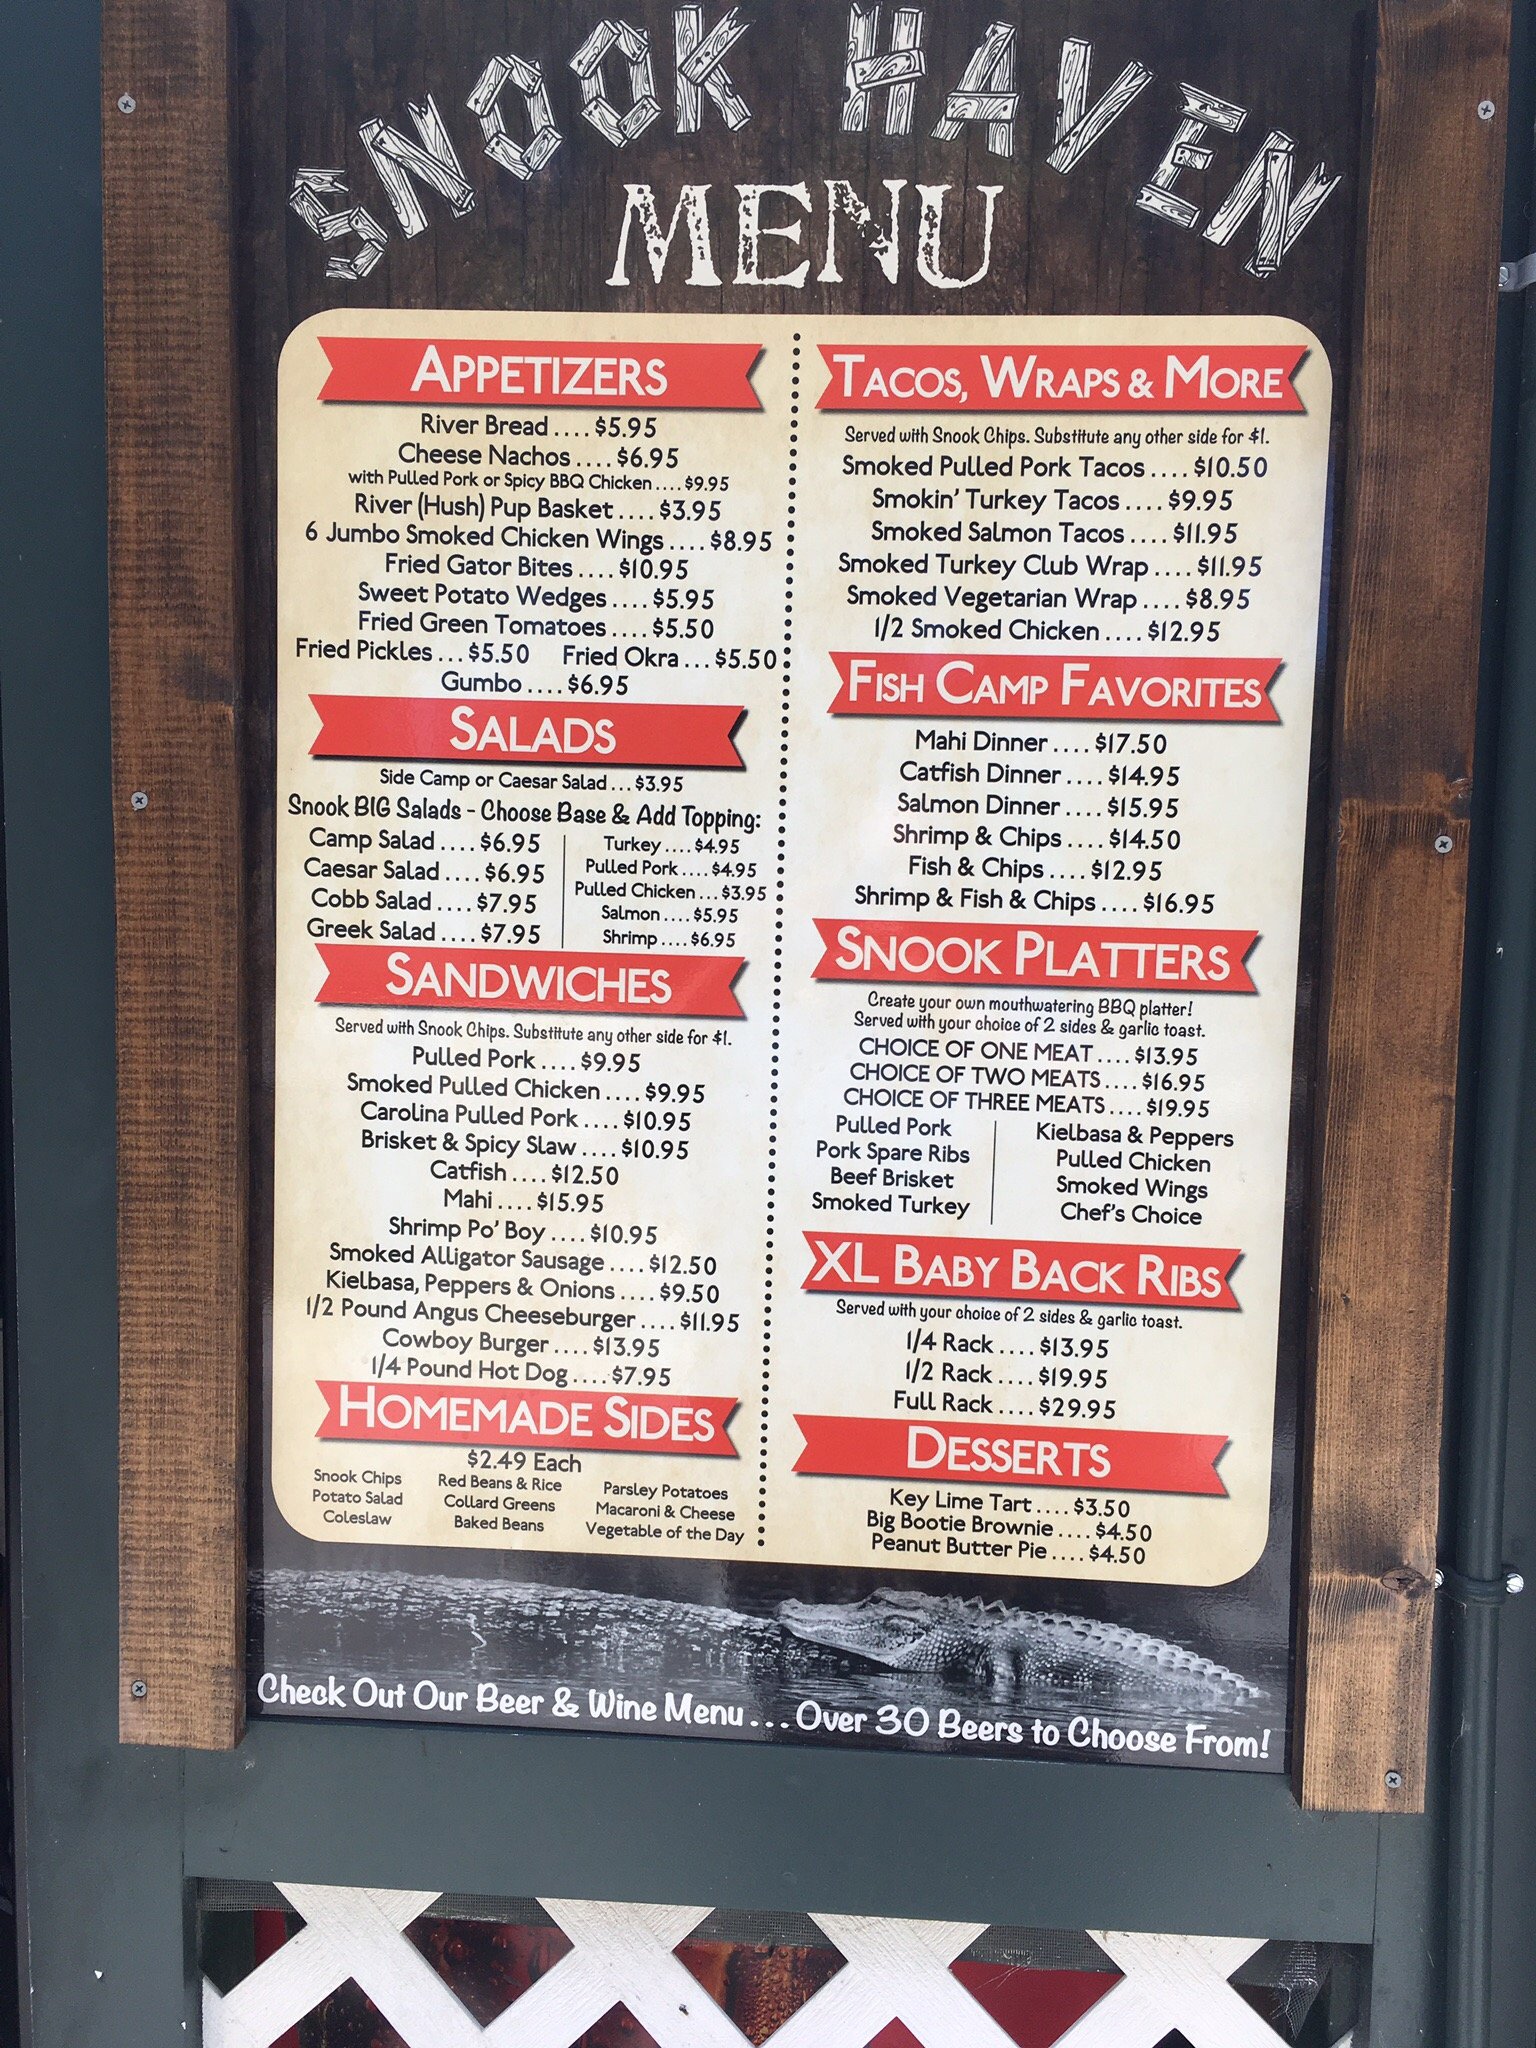 SNOOK HAVEN
MENU
APPETIZERS
River Bread .... $5.95
Cheese Nachos .... $6.95
with Pulled Pork or Spicy BBQ Chicken .... $9.95
River (Hush) Pup Basket .... $3.95
6 Jumbo Smoked Chicken Wings .... $8.95
Fried Gator Bites .... $10.95
Sweet Potato Wedges .... $5.95
Fried Green Tomatoes .... $5.50
Fried Pickles ... $5.50 Fried Okra ... $5.50
Gumbo .... $6.95
SALADS
Side Camp or Caesar Salad ... $3.95
Snook BIG Salads - Choose Base & Add Topping:
Camp Salad .... $6.95
Caesar Salad .... $6.95
Cobb Salad .... $7.95
Greek Salad .... $7.95
Turkey .... $4.95
Pulled Pork .... $4.95
Pulled Chicken ... $3.95
Salmon .... $5.95
Shrimp .... $6.95
SANDWICHES
Served with Snook Chips. Substitute any other side for $1.
Pulled Pork .... $9.95
Smoked Pulled Chicken .... $9.95
Carolina Pulled Pork .... $10.95
Brisket & Spicy Slaw .... $10.95
Catfish .... $12.50
Mahi .... $15.95
Shrimp Po' Boy .... $10.95
Smoked Alligator Sausage .... $12.50
Kielbasa, Peppers & Onions .... $9.50
1/2 Pound Angus Cheeseburger .... $11.95
Cowboy Burger .... $13.95
1/4 Pound Hot Dog .... $7.95
HOMEMADE SIDES
$2.49 Each
Snook Chips
Potato Salad
Coleslaw
Red Beans & Rice
Collard Greens
Baked Beans
Parsley Potatoes
Macaroni & Cheese
Vegetable of the Day
TACOS, WRAPS & MORE
Served with Snook Chips. Substitute any other side for $1.
Smoked Pulled Pork Tacos .... $10.50
Smokin' Turkey Tacos .... $9.95
Smoked Salmon Tacos .... $11.95
Smoked Turkey Club Wrap .... $11.95
Smoked Vegetarian Wrap .... $8.95
1/2 Smoked Chicken .... $12.95
FISH CAMP FAVORITES
Mahi Dinner .... $17.50
Catfish Dinner .... $14.95
Salmon Dinner .... $15.95
Shrimp & Chips .... $14.50
Fish & Chips .... $12.95
Shrimp & Fish & Chips .... $16.95
SNOOK PLATTERS
Create your own mouthwatering BBQ platter!
Served with your choice of 2 sides & garlic toast.
CHOICE OF ONE MEAT .... $13.95
CHOICE OF TWO MEATS .... $16.95
CHOICE OF THREE MEATS .... $19.95
Pulled Pork
Pork Spare Ribs
Beef Brisket
Smoked Turkey
Kielbasa & Peppers
Pulled Chicken
Smoked Wings
Chef's Choice
XL BABY BACK RIBS
Served with your choice of 2 sides & garlic toast.
1/4 Rack .... $13.95
1/2 Rack .... $19.95
Full Rack .... $29.95
DESSERTS
Key Lime Tart .... $3.50
Big Bootie Brownie .... $4.50
Peanut Butter Pie .... $4.50
Check Out Our Beer & Wine Menu ... Over 30 Beers to Choose From!